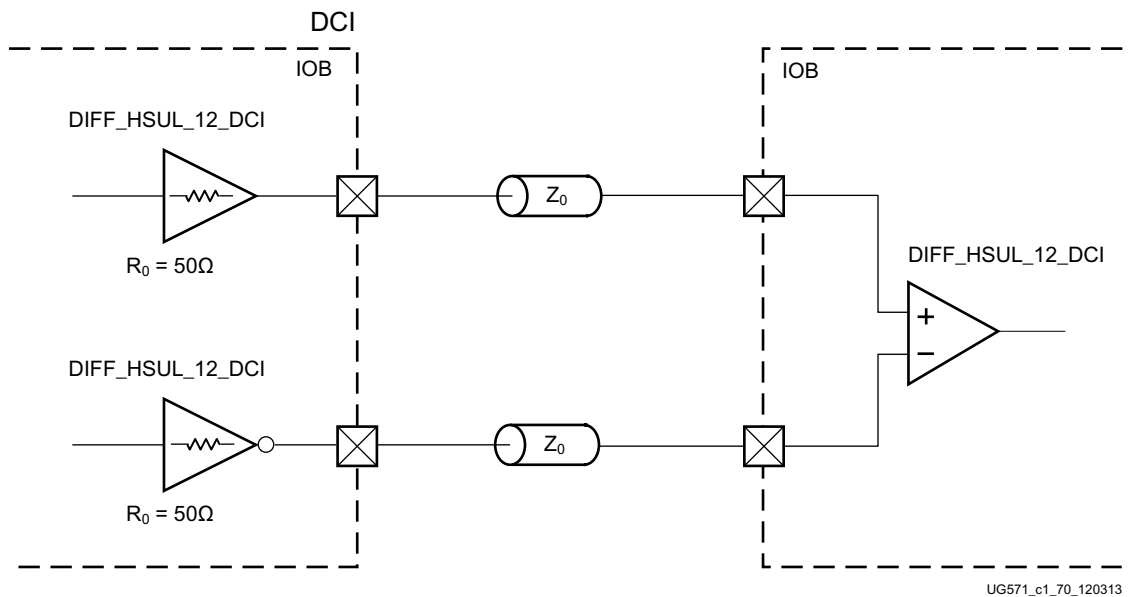 DCI
IOB
IOB
DIFF_HSUL_12_DCI
Z0
R0 = 50Ω
DIFF_HSUL_12_DCI
+
−
DIFF_HSUL_12_DCI
Z0
R0 = 50Ω
UG571_c1_70_120313